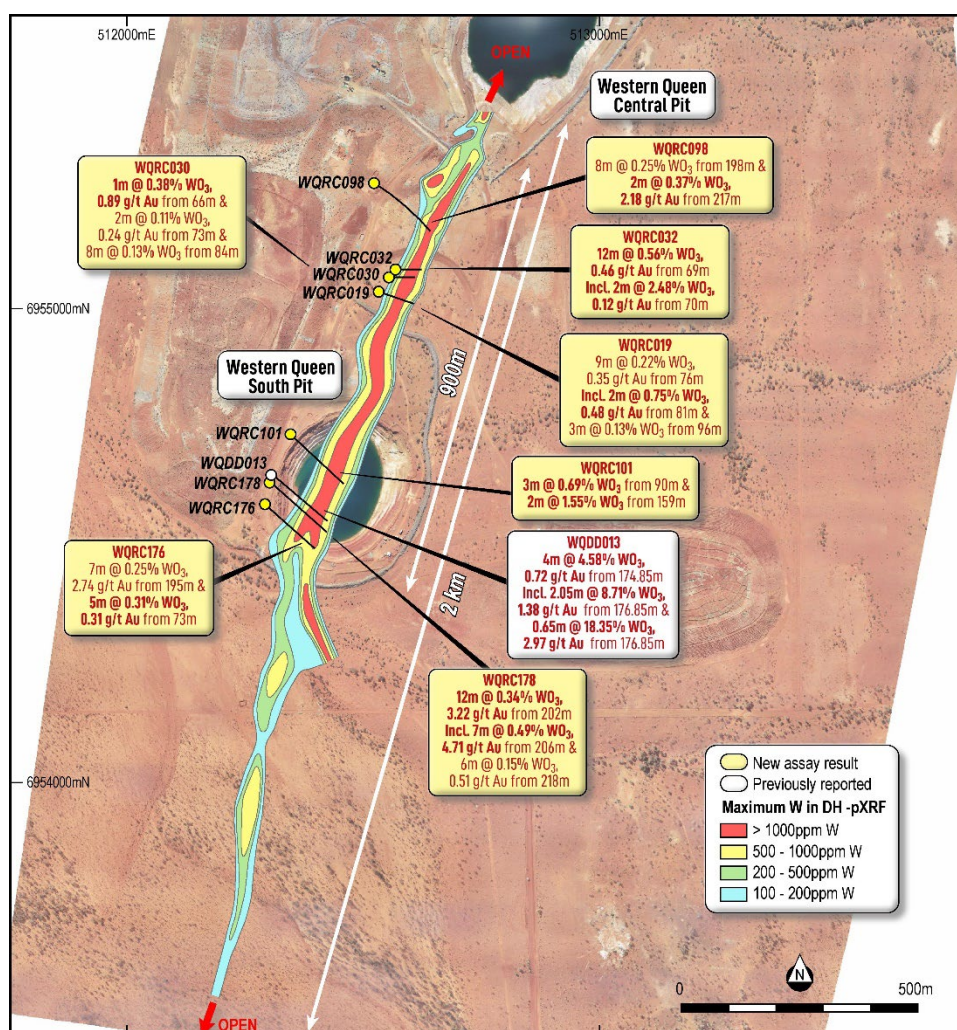 512000mE
513000mE
OPEN
Western Queen
Central Pit
WQRC030
1m @ 0.38% WO₃,
0.89 g/t Au from 66m &
2m @ 0.11% WO₃,
0.24 g/t Au from 73m &
8m @ 0.13% WO₃ from 84m
WQRC098
WQRC098
8m @ 0.25% WO₃ from 198m &
2m @ 0.37% WO₃,
2.18 g/t Au from 217m
WQRC032
WQRC030
WQRC019
WQRC032
12m @ 0.56% WO₃,
0.46 g/t Au from 69m
Incl. 2m @ 2.48% WO₃,
0.12 g/t Au from 70m
6955000mN
900m
Western Queen
South Pit
WQRC019
9m @ 0.22% WO₃,
0.35 g/t Au from 76m
Incl. 2m @ 0.75% WO₃,
0.48 g/t Au from 81m &
3m @ 0.13% WO₃ from 96m
WQRC101
WQDD013
WQRC178
WQRC176
WQRC101
3m @ 0.69% WO₃ from 90m &
2m @ 1.55% WO₃ from 159m
2 km
WQRC176
7m @ 0.25% WO₃,
2.74 g/t Au from 195m &
5m @ 0.31% WO₃,
0.31 g/t Au from 73m
WQDD013
4m @ 4.58% WO₃,
0.72 g/t Au from 174.85m
Incl. 2.05m @ 8.71% WO₃,
1.38 g/t Au from 176.85m &
0.65m @ 18.35% WO₃,
2.97 g/t Au from 176.85m
WQRC178
12m @ 0.34% WO₃,
3.22 g/t Au from 202m
Incl. 7m @ 0.49% WO₃,
4.71 g/t Au from 206m &
6m @ 0.15% WO₃,
0.51 g/t Au from 218m
6954000mN
New assay result
Previously reported
Maximum W in DH -pXRF
> 1000ppm W
500 - 1000ppm W
200 - 500ppm W
100 - 200ppm W
N
0
500m
OPEN